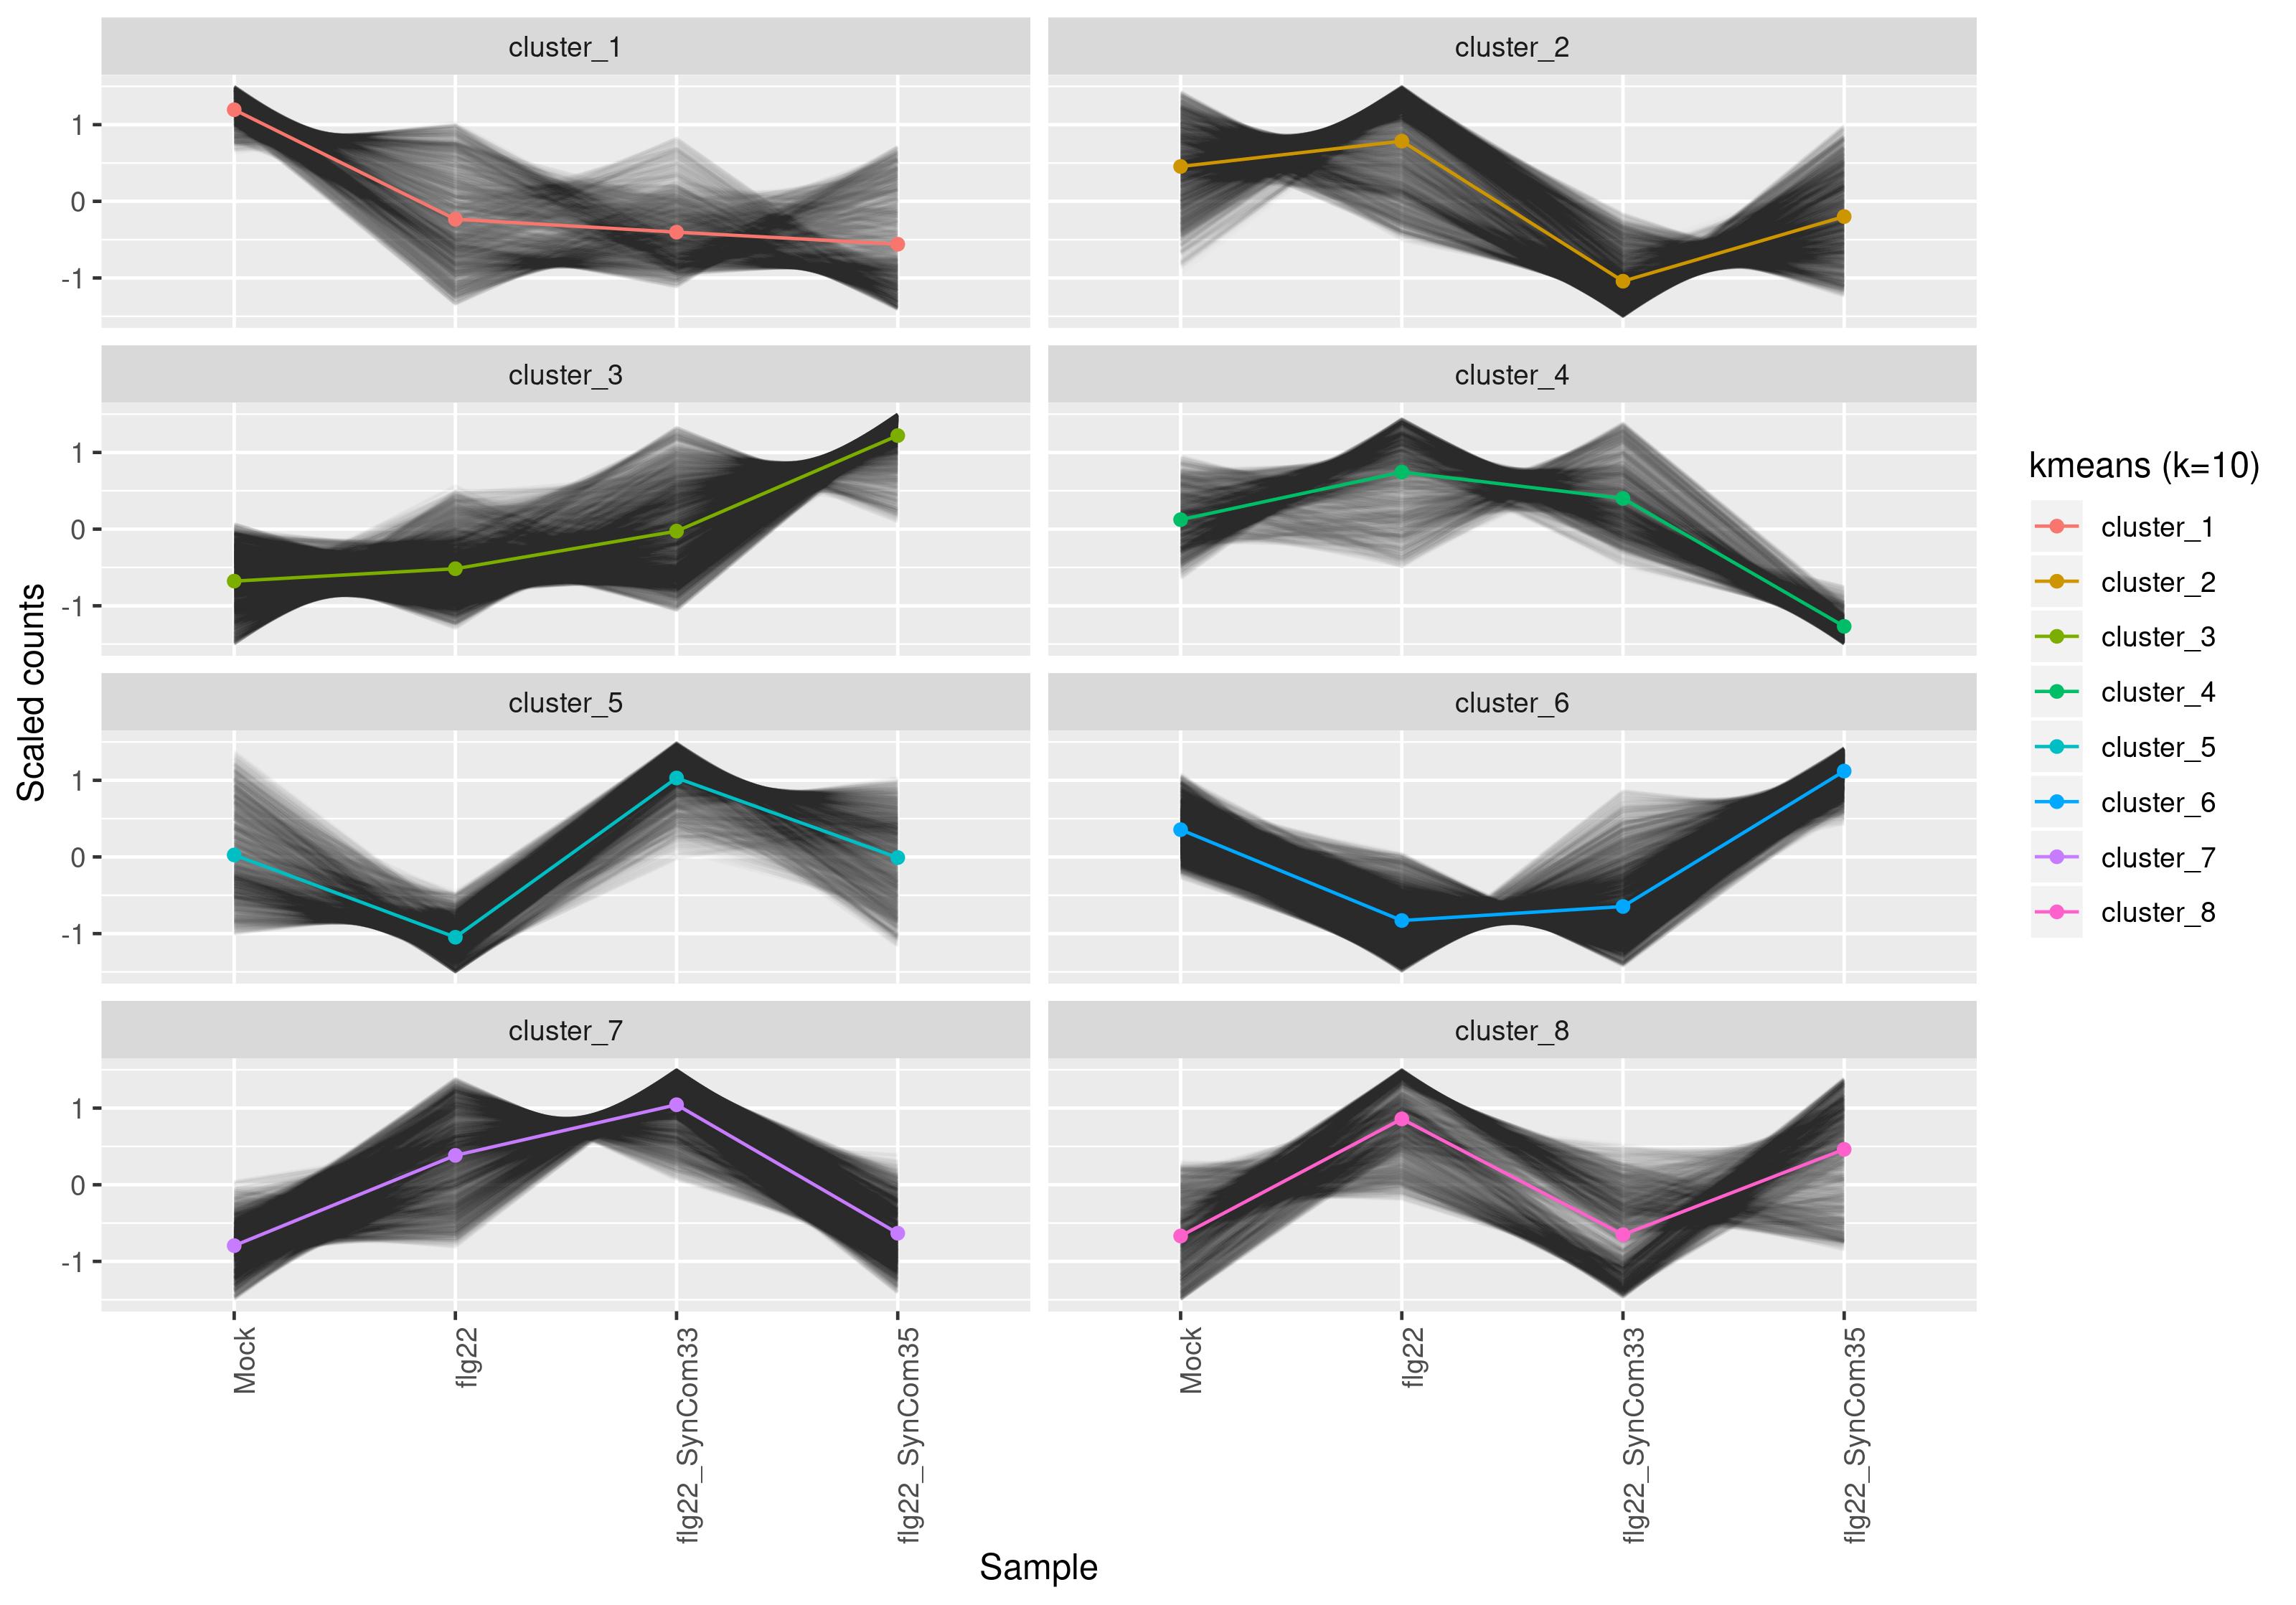 cluster_1
cluster_2
1
0
-1
cluster_3
cluster_4
1
0
-1
cluster_5
cluster_6
1
0
-1
cluster_7
cluster_8
1
0
-1
Mock
flg22
flg22_SynCom33
flg22_SynCom35
Mock
flg22
flg22_SynCom33
flg22_SynCom35
Sample
Scaled counts
kmeans (k=10)
cluster_1
cluster_2
cluster_3
cluster_4
cluster_5
cluster_6
cluster_7
cluster_8